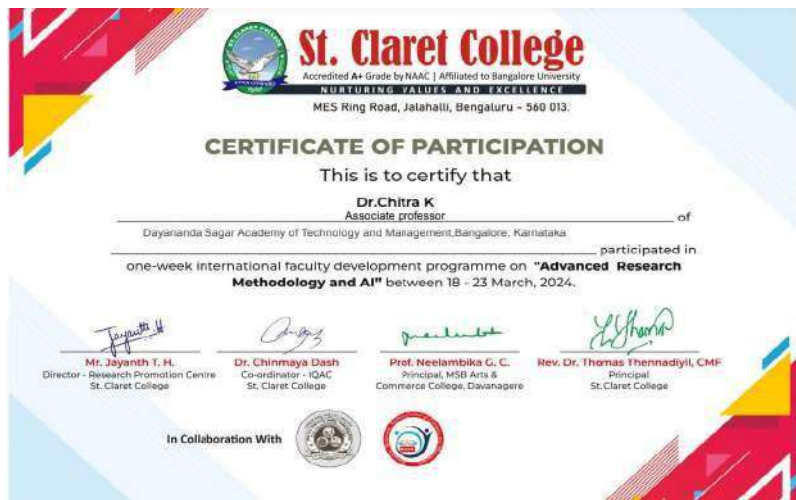 St. Claret College
Accredited A+ Grade by NAAC | Affiliated to Bangalore University
NURTURING VALUES AND EXCELLENCE
MES Ring Road, Jalahalli, Bengaluru - 560 013.
CERTIFICATE OF PARTICIPATION
This is to certify that
Dr.Chitra K
Associate professor
of
Dayananda Sagar Academy of Technology and Management,Bangalore, Karnataka
participated in
one-week international faculty development programme on "Advanced Research
Methodology and AI" between 18 - 23 March, 2024.
Mr. Jayanth T. H.
Director - Research Promotion Centre
St. Claret College
Dr. Chinmaya Dash
Co-ordinator - IQAC
St. Claret College
Prof. Neelambika G. C.
Principal, MSB Arts &
Commerce College, Davanagere
Rev. Dr. Thomas Thennadiyil, CMF
Principal
St. Claret College
In Collaboration With